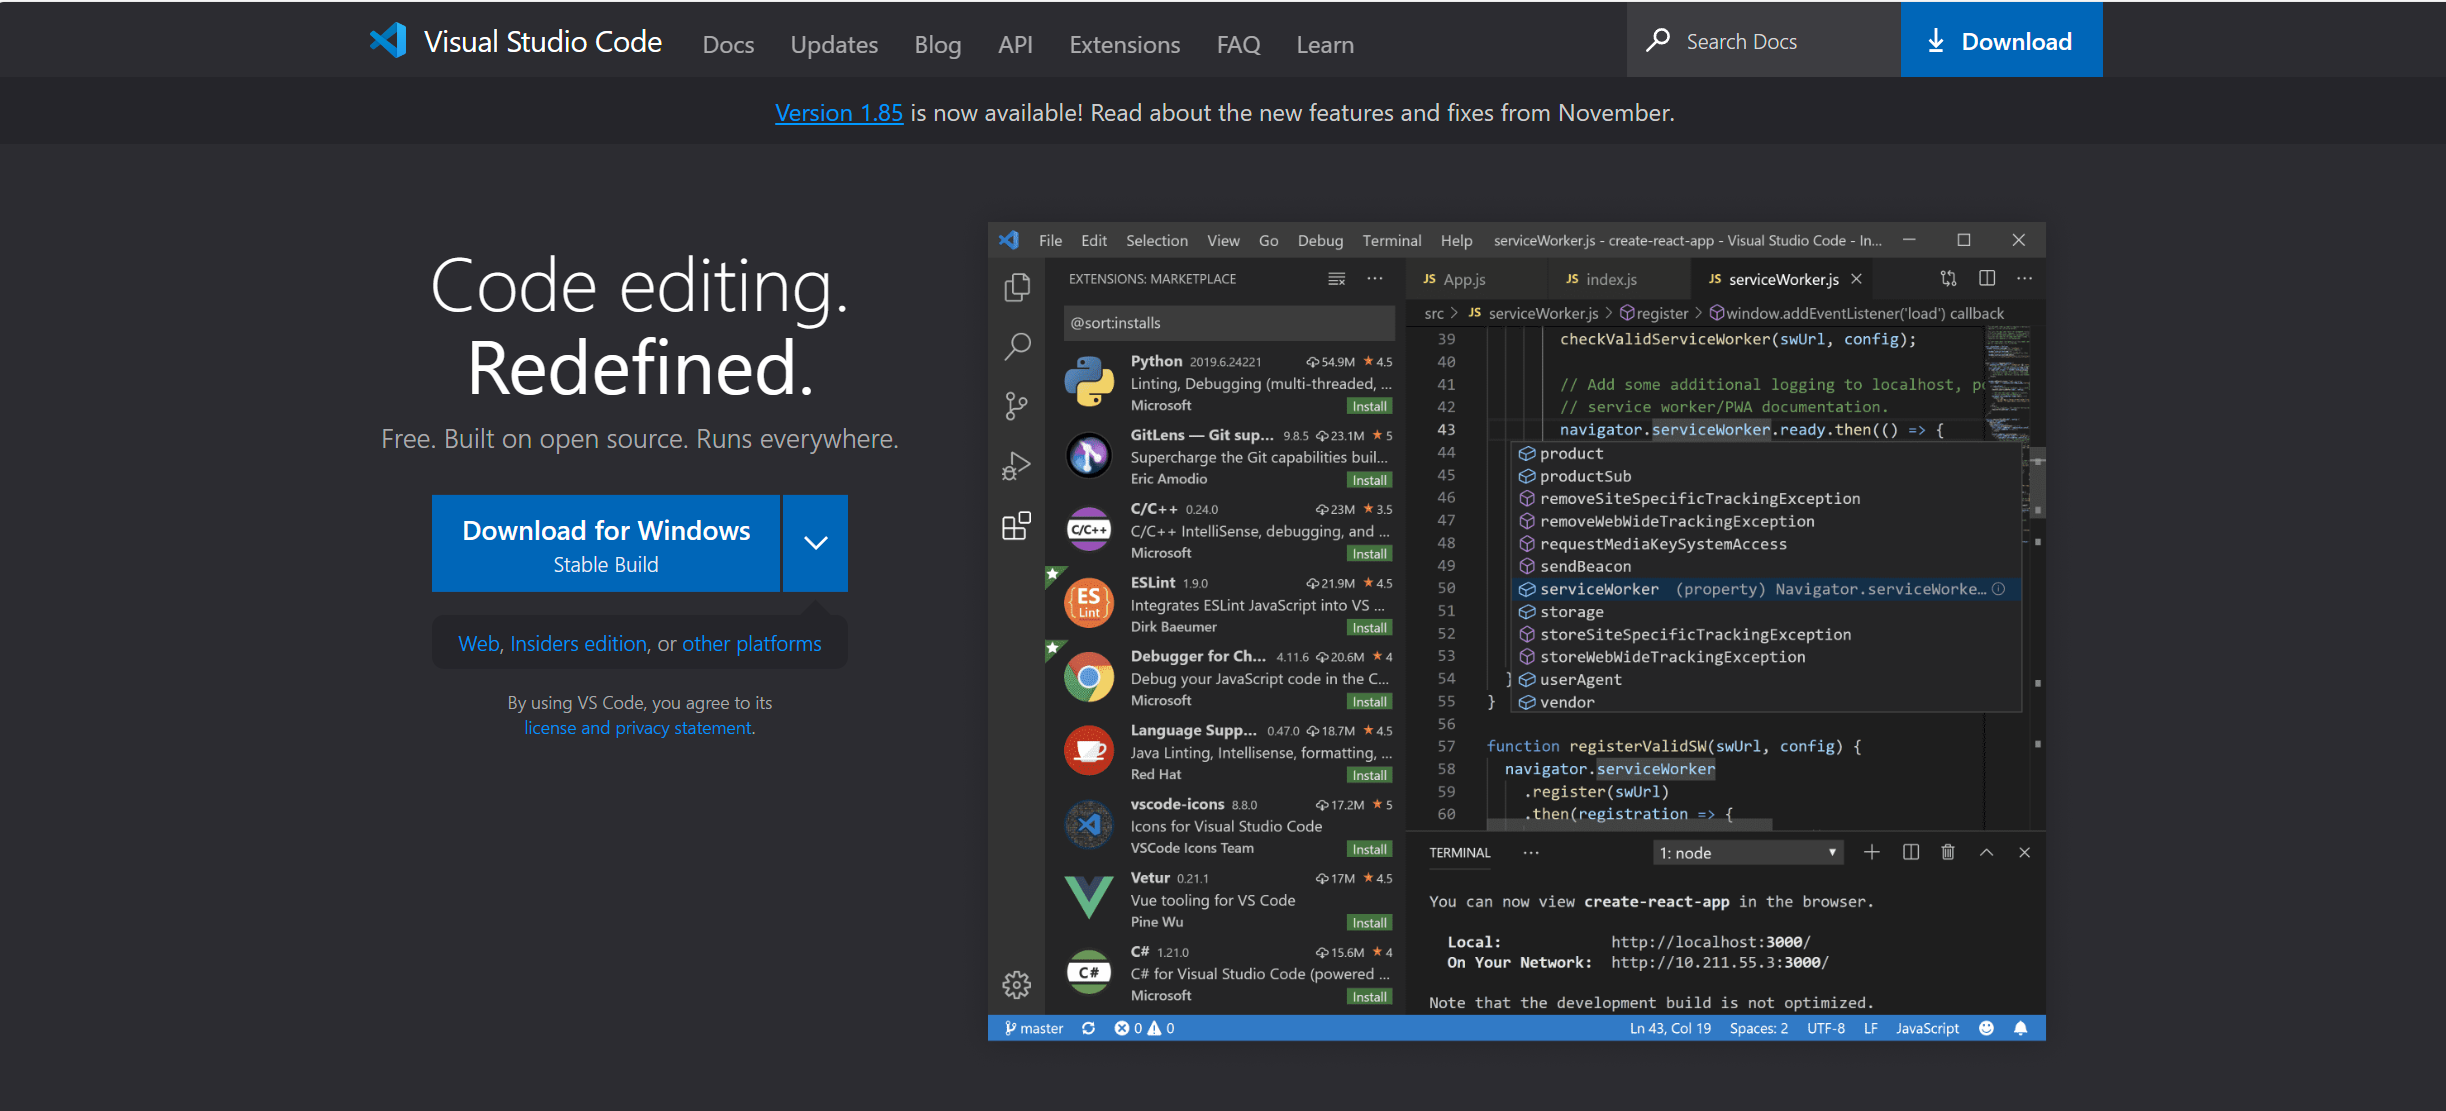 Visual Studio Code Docs Updates Blog API Extensions FAQ Learn Search Docs Download
Version 1.85 is now available! Read about the new features and fixes from November.
Code editing.
Redefined.
Free. Built on open source. Runs everywhere.
Download for Windows
Stable Build
Web, Insiders edition, or other platforms
By using VS Code, you agree to its
license and privacy statement.
File Edit Selection View Go Debug Terminal Help serviceWorker.js - create-react-app - Visual Studio Code - In...
EXTENSIONS: MARKETPLACE
@sort:installs
Python 2019.6.24221 54.9M ★ 4.5
Linting, Debugging (multi-threaded, ...
Microsoft Install
GitLens — Git sup... 9.8.5 23.1M ★ 5
Supercharge the Git capabilities buil...
Eric Amodio Install
C/C++
C/C++ 0.24.0 23M ★ 3.5
C/C++ IntelliSense, debugging, and ...
Microsoft Install
ES
Lint
ESLint 1.9.0 21.9M ★ 4.5
Integrates ESLint JavaScript into VS ...
Dirk Baeumer Install
Debugger for Ch... 4.11.6 20.6M ★ 4
Debug your JavaScript code in the C...
Microsoft Install
Language Supp... 0.47.0 18.7M ★ 4.5
Java Linting, Intellisense, formatting, ...
Red Hat Install
vscode-icons 8.8.0 17.2M ★ 5
Icons for Visual Studio Code
VSCode Icons Team Install
Vetur 0.21.1 17M ★ 4.5
Vue tooling for VS Code
Pine Wu Install
C#
C# 1.21.0 15.6M ★ 4
C# for Visual Studio Code (powered ...
Microsoft Install
JS App.js JS index.js JS serviceWorker.js
src > JS serviceWorker.js > register > window.addEventListener('load') callback
39 checkValidServiceWorker(swUrl, config);
40
41 // Add some additional logging to localhost, po
42 // service worker/PWA documentation.
43 navigator.serviceWorker.ready.then(() => {
44 product
45 productSub
46 removeSiteSpecificTrackingException
47 removeWebWideTrackingException
48 requestMediaKeySystemAccess
49 sendBeacon
50 serviceWorker (property) Navigator.serviceWorke...
51 storage
52 storeSiteSpecificTrackingException
53 storeWebWideTrackingException
54 } userAgent
55 } vendor
56
57 function registerValidSW(swUrl, config) {
58 navigator.serviceWorker
59 .register(swUrl)
60 .then(registration => {
TERMINAL ... 1: node
You can now view create-react-app in the browser.
Local: http://localhost:3000/
On Your Network: http://10.211.55.3:3000/
Note that the development build is not optimized.
master 0 0 Ln 43, Col 19 Spaces: 2 UTF-8 LF JavaScript